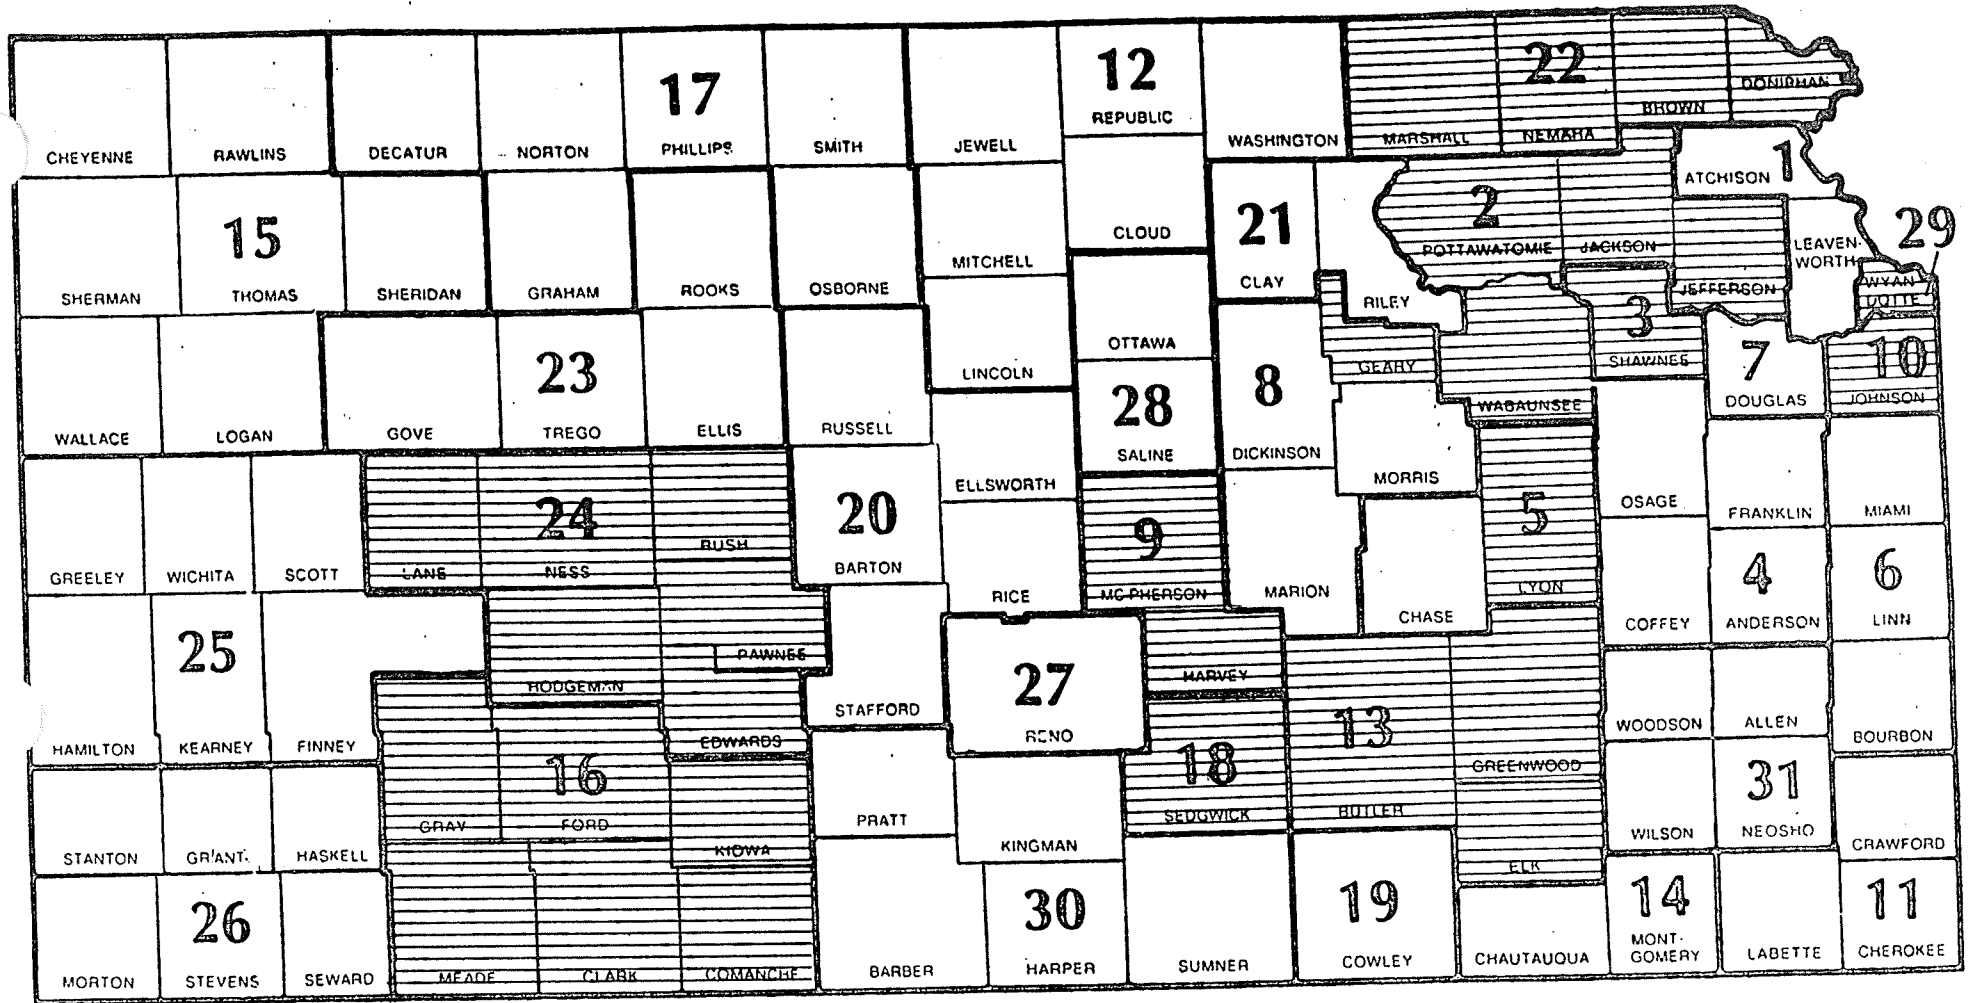 17
12
22
CHEYENNE
RAWLINS
DECATUR
NORTON
PHILLIPS
SMITH
JEWELL
REPUBLIC
WASHINGTON
MARSHALL
NEMAHA
BROWN
DONIPHAN
15
21
2
1
29
SHERMAN
THOMAS
SHERIDAN
GRAHAM
ROOKS
OSBORNE
MITCHELL
CLOUD
CLAY
RILEY
POTTAWATOMIE
JACKSON
ATCHISON
JEFFERSON
LEAVEN-
WORTH
WYAN
DOTTE
23
28
8
3
7
10
WALLACE
LOGAN
GOVE
TREGO
ELLIS
RUSSELL
LINCOLN
OTTAWA
SALINE
DICKINSON
GEARY
WABAUNSEE
SHAWNEE
DOUGLAS
JOHNSON
24
20
9
5
4
6
GREELEY
WICHITA
SCOTT
LANE
NESS
RUSH
BARTON
ELLSWORTH
RICE
MC PHERSON
MARION
MORRIS
CHASE
LYON
OSAGE
FRANKLIN
MIAMI
COFFEY
ANDERSON
LINN
25
27
13
HAMILTON
KEARNEY
FINNEY
HODGEMAN
PAWNEE
EDWARDS
STAFFORD
RENO
HARVEY
BUTLER
GREENWOOD
WOODSON
ALLEN
BOURBON
16
18
31
STANTON
GRANT
HASKELL
GRAY
FORD
KIOWA
PRATT
KINGMAN
SEDGWICK
ELK
WILSON
NEOSHO
CRAWFORD
26
30
19
14
11
MORTON
STEVENS
SEWARD
MEADE
CLARK
COMANCHE
BARBER
HARPER
SUMNER
COWLEY
CHAUTAUQUA
MONT-
GOMERY
LABETTE
CHEROKEE